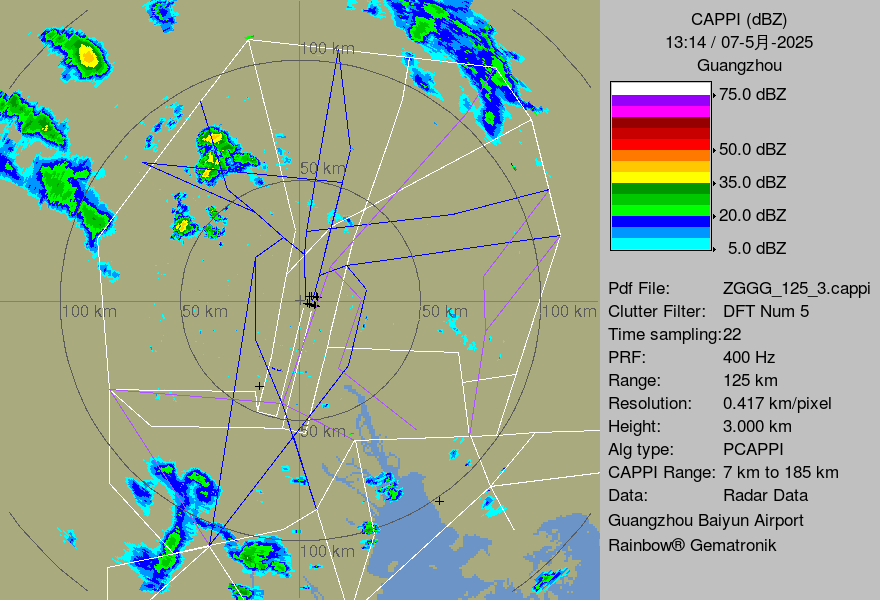 CAPPI (dBZ)
13:14 / 07-5月-2025
Guangzhou
75.0 dBZ
50.0 dBZ
35.0 dBZ
20.0 dBZ
5.0 dBZ
100 km
50 km
100 km
50 km
50 km
100 km
50 km
100 km
Pdf File: ZGGG_125_3.cappi
Clutter Filter: DFT Num 5
Time sampling:22
PRF: 400 Hz
Range: 125 km
Resolution: 0.417 km/pixel
Height: 3.000 km
Alg type: PCAPPI
CAPPI Range: 7 km to 185 km
Data: Radar Data
Guangzhou Baiyun Airport
Rainbow® Gematronik